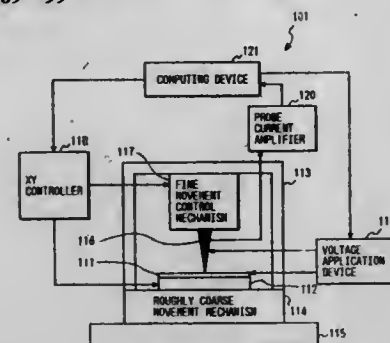 101
121
COMPUTING DEVICE
120
PROBE
CURRENT
AMPLIFIER
118
XY
CONTROLLER
117
113
FINE
MOVEMENT
CONTROL
MECHANISM
116
111
VOLTAGE
APPLICATION
DEVICE
112
ROUGHLY COARSE
MOVEMENT MECHANISM
114
115